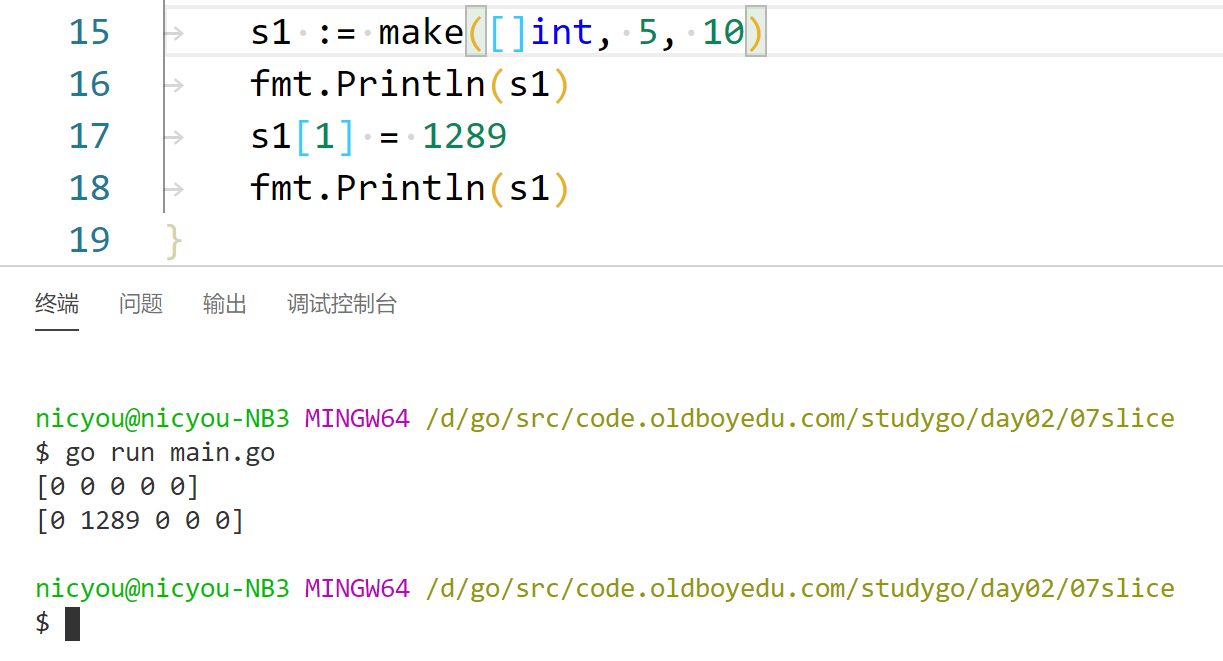 15 s1 := make([]int, 5, 10)
16 fmt.Println(s1)
17 s1[1] = 1289
18 fmt.Println(s1)
19 }
终端 问题 输出 调试控制台
nicyou@nicyou-NB3 MINGW64 /d/go/src/code.oldboyedu.com/studygo/day02/07slice
$ go run main.go
[0 0 0 0 0]
[0 1289 0 0 0]
nicyou@nicyou-NB3 MINGW64 /d/go/src/code.oldboyedu.com/studygo/day02/07slice
$